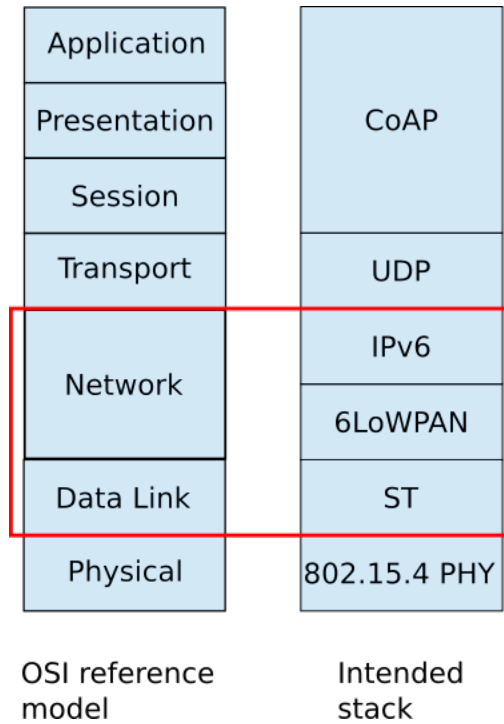 Application
Presentation
Session
Transport
Network
Data Link
Physical
OSI reference
model
CoAP
UDP
IPv6
6LoWPAN
ST
802.15.4 PHY
Intended
stack